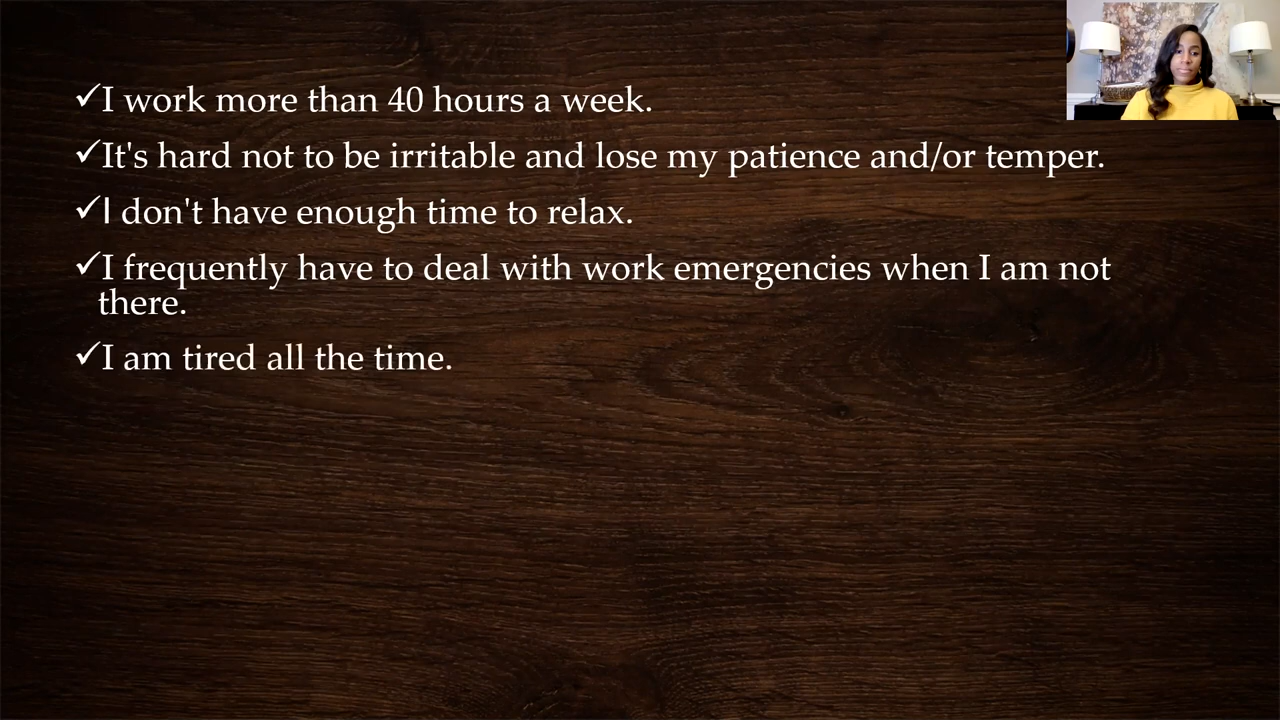 ✓I work more than 40 hours a week.
✓It's hard not to be irritable and lose my patience and/or temper.
✓I don't have enough time to relax.
✓I frequently have to deal with work emergencies when I am not
there.
✓I am tired all the time.